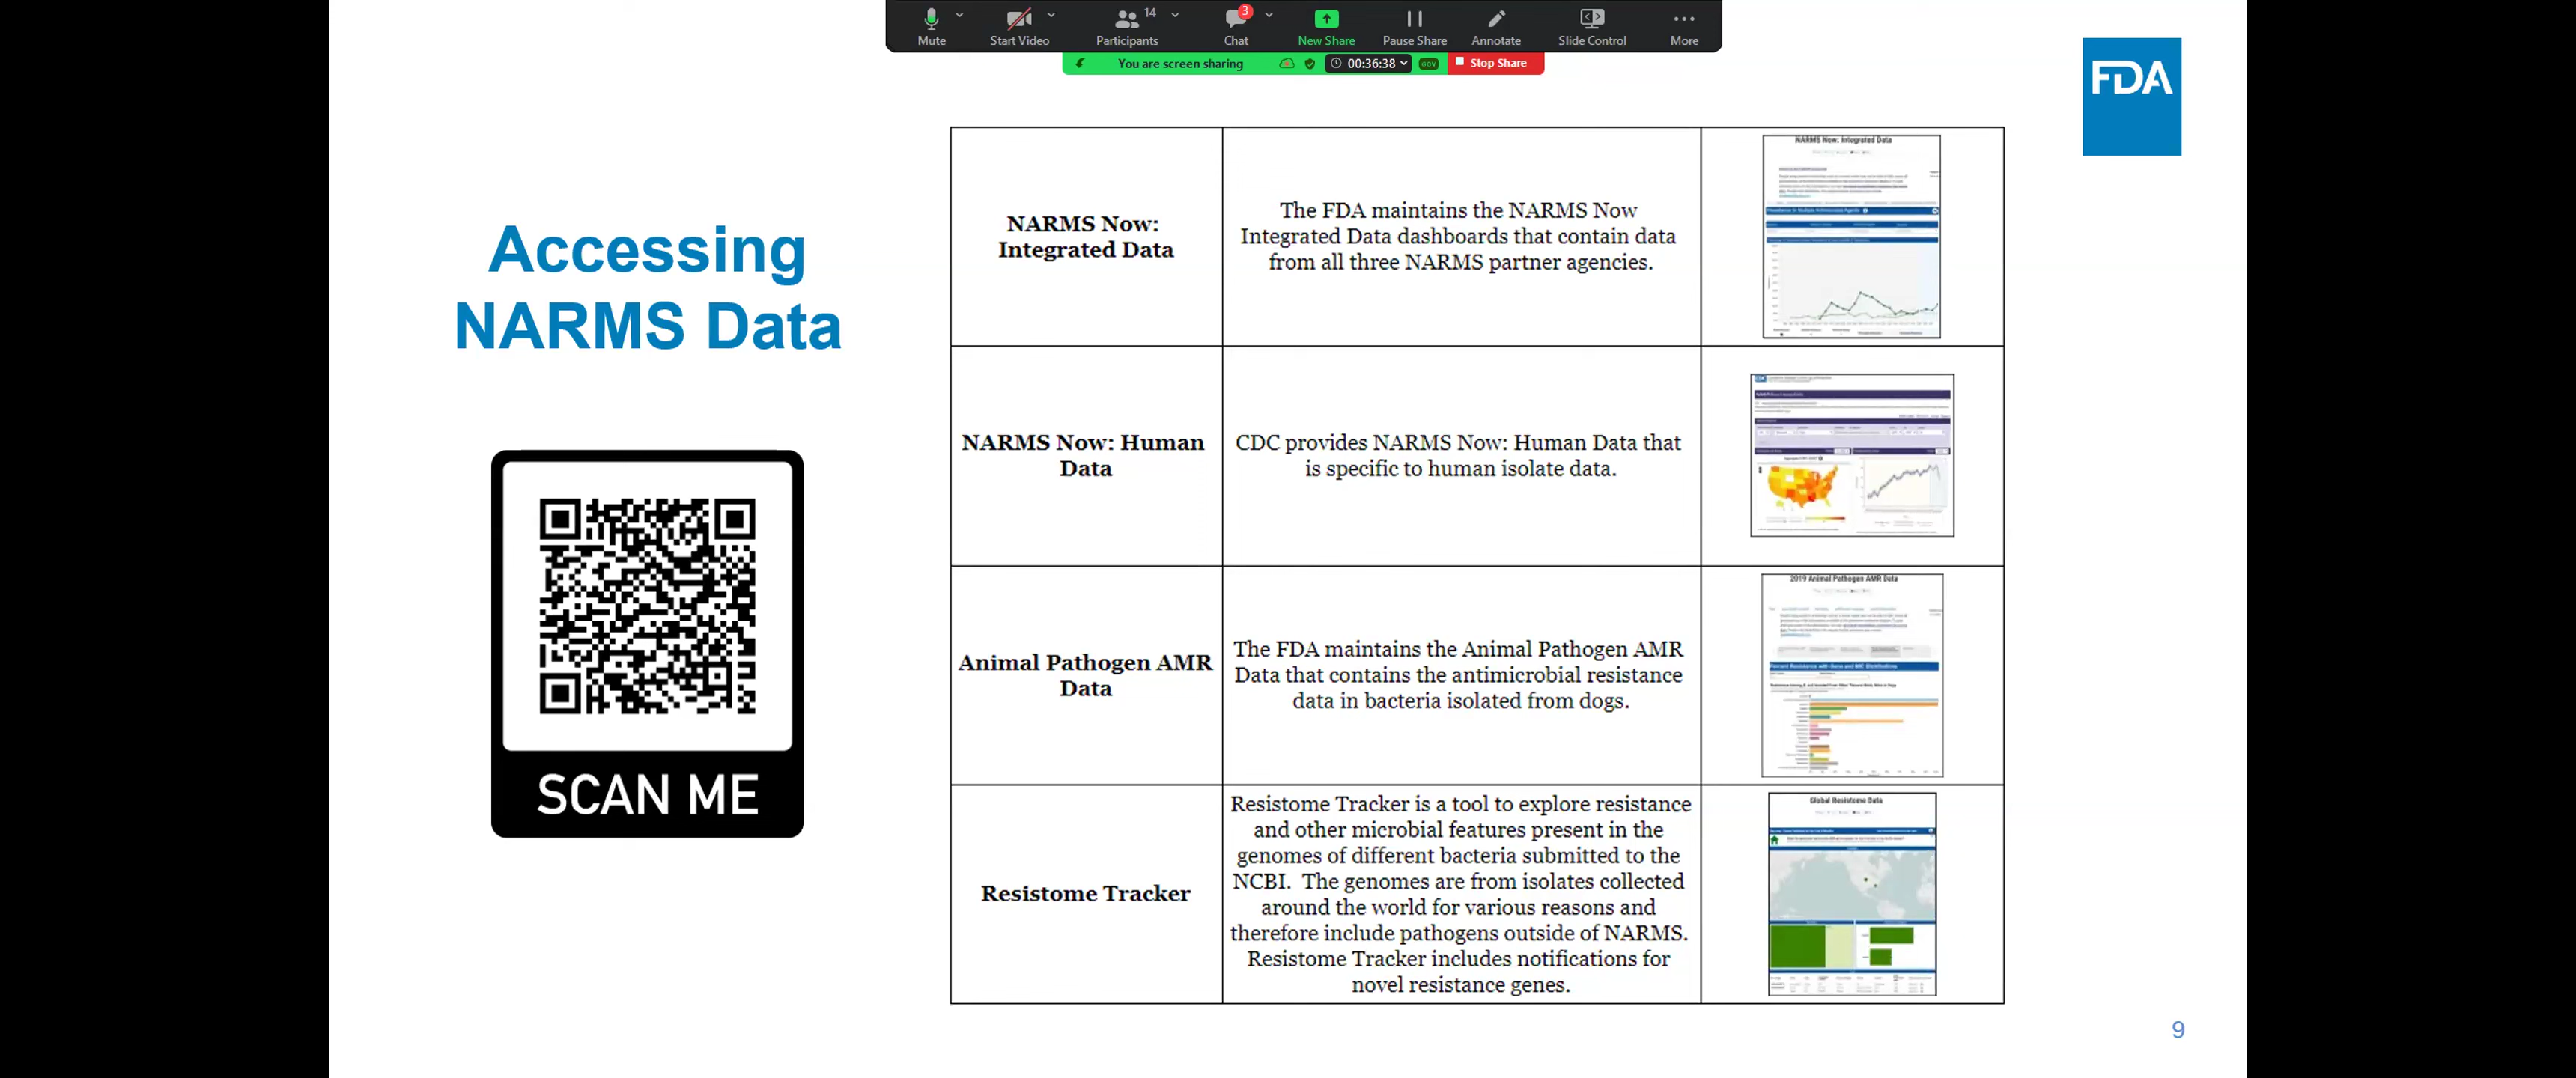 Mute
Start Video
14
Participants
3
Chat
New Share
Pause Share
Annotate
Slide Control
More
You are screen sharing
00:36:38
GOV
Stop Share
FDA
Accessing
NARMS Data
SCAN ME
NARMS Now:
Integrated Data
The FDA maintains the NARMS Now
Integrated Data dashboards that contain data
from all three NARMS partner agencies.
NARMS Now: Integrated Data
NARMS Now: Human
Data
CDC provides NARMS Now: Human Data that
is specific to human isolate data.
Animal Pathogen AMR
Data
The FDA maintains the Animal Pathogen AMR
Data that contains the antimicrobial resistance
data in bacteria isolated from dogs.
2019 Animal Pathogen AMR Data
Resistome Tracker
Resistome Tracker is a tool to explore resistance
and other microbial features present in the
genomes of different bacteria submitted to the
NCBI.  The genomes are from isolates collected
around the world for various reasons and
therefore include pathogens outside of NARMS.
Resistome Tracker includes notifications for
novel resistance genes.
Global Resistome Data
9